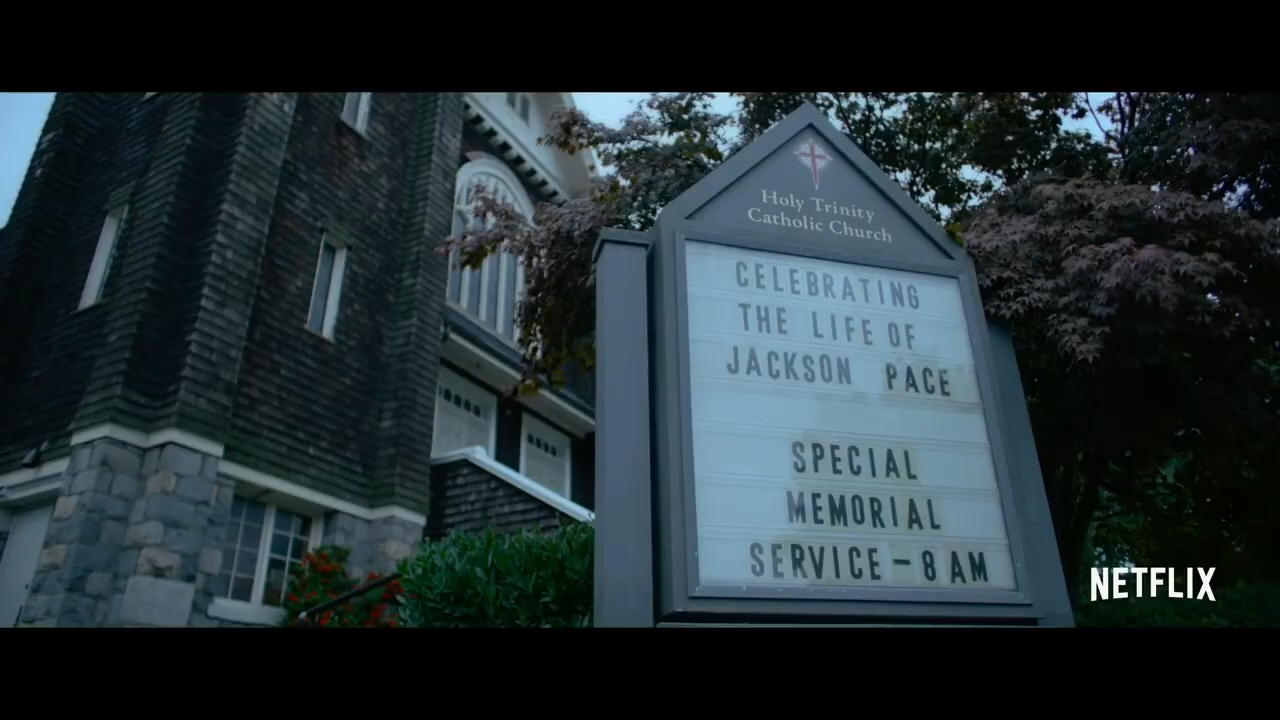 Holy Trinity
Catholic Church
CELEBRATING
THE LIFE OF
JACKSON PACE
SPECIAL
MEMORIAL
SERVICE - 8 AM
NETFLIX